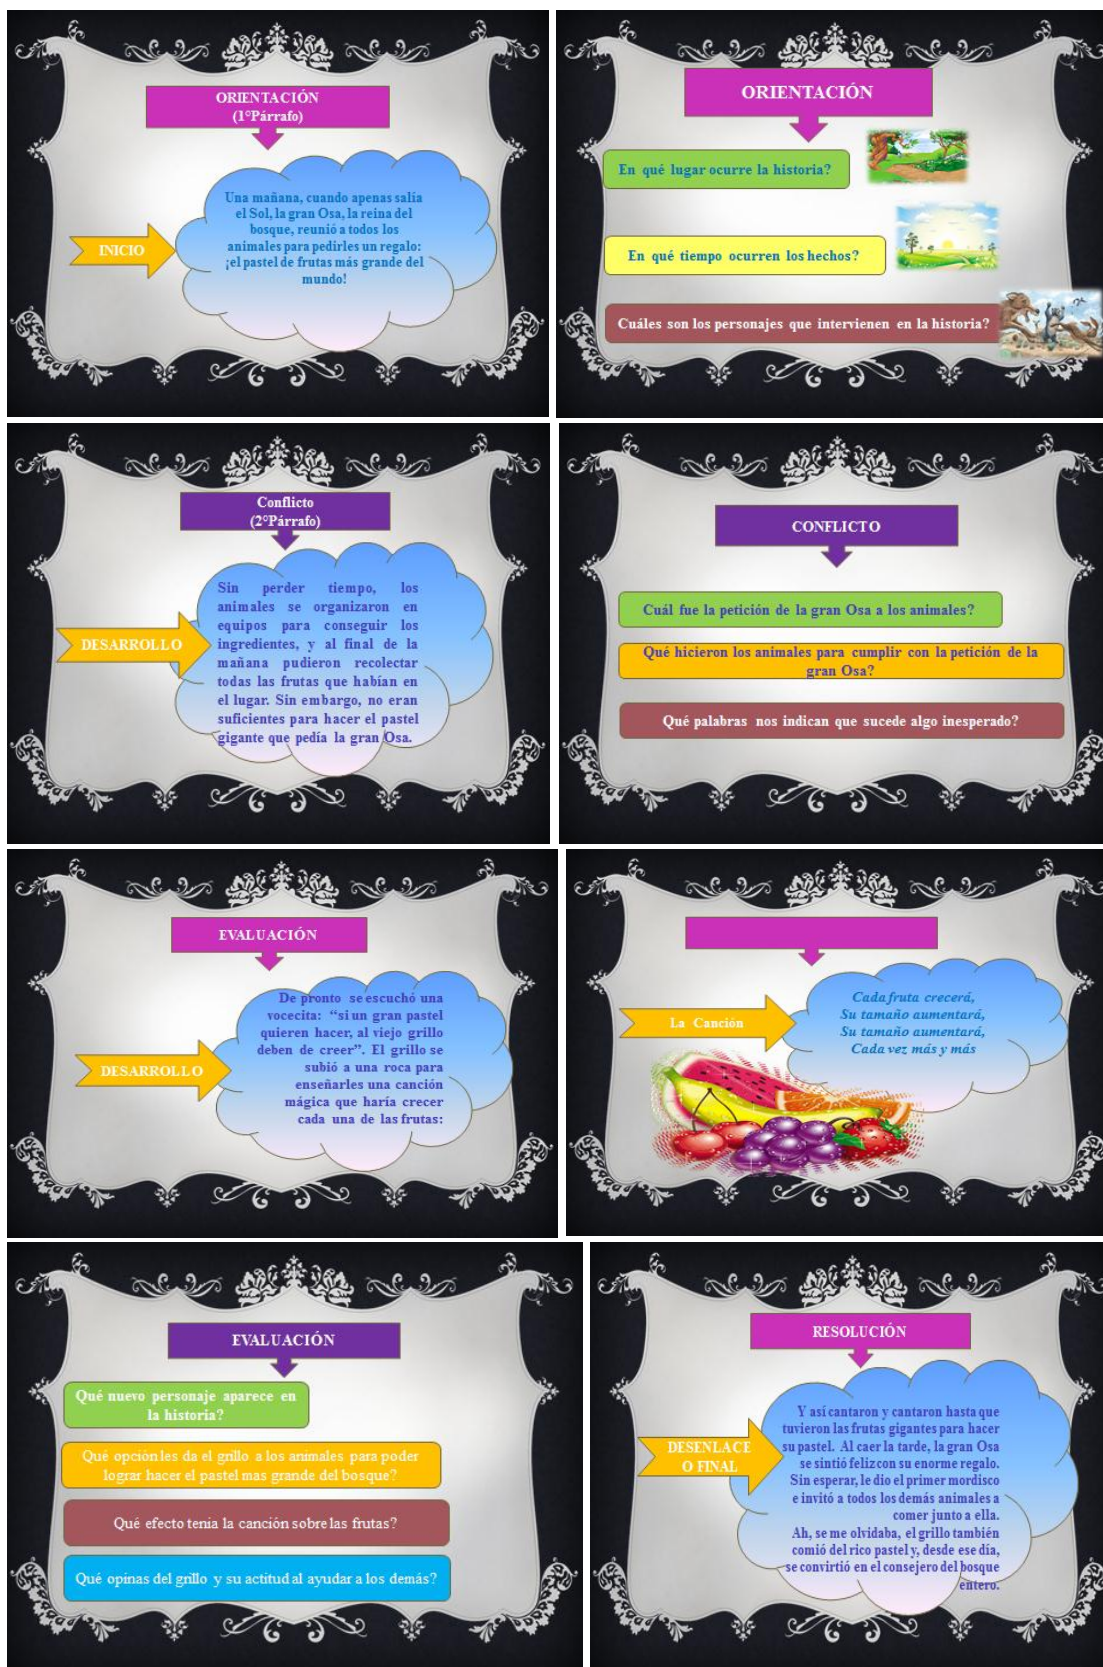 ORIENTACIÓN
(1°Párrafo)
INICIO
Una mañana, cuando apenas salía
el Sol, la gran Osa, la reina del
bosque, reunió a todos los
animales para pedirles un regalo:
¡el pastel de frutas más grande del
mundo!
ORIENTACIÓN
En qué lugar ocurre la historia?
En qué tiempo ocurren los hechos?
Cuáles son los personajes que intervienen en la historia?
Conflicto
(2°Párrafo)
DESARROLLO
Sin perder tiempo, los
animales se organizaron en
equipos para conseguir los
ingredientes, y al final de la
mañana pudieron recolectar
todas las frutas que habían en
el lugar. Sin embargo, no eran
suficientes para hacer el pastel
gigante que pedía la gran Osa.
CONFLICTO
Cuál fue la petición de la gran Osa a los animales?
Qué hicieron los animales para cumplir con la petición de la
gran Osa?
Qué palabras nos indican que sucede algo inesperado?
EVALUACIÓN
DESARROLLO
De pronto se escuchó una
vocecita: “si un gran pastel
quieren hacer, al viejo grillo
deben de creer”. El grillo se
subió a una roca para
enseñarles una canción
mágica que haría crecer
cada una de las frutas:
La Canción
Cada fruta crecerá,
Su tamaño aumentará,
Su tamaño aumentará,
Cada vez más y más
EVALUACIÓN
Qué nuevo personaje aparece en
la historia?
Qué opción les da el grillo a los animales para poder
lograr hacer el pastel mas grande del bosque?
Qué efecto tenía la canción sobre las frutas?
Qué opinas del grillo y su actitud al ayudar a los demás?
RESOLUCIÓN
DESENLACE
O FINAL
Y así cantaron y cantaron hasta que
tuvieron las frutas gigantes para hacer
su pastel. Al caer la tarde, la gran Osa
se sintió feliz con su enorme regalo.
Sin esperar, le dio el primer mordisco
e invitó a todos los demás animales a
comer junto a ella.
Ah, se me olvidaba, el grillo también
comió del rico pastel y, desde ese día,
se convirtió en el consejero del bosque
entero.